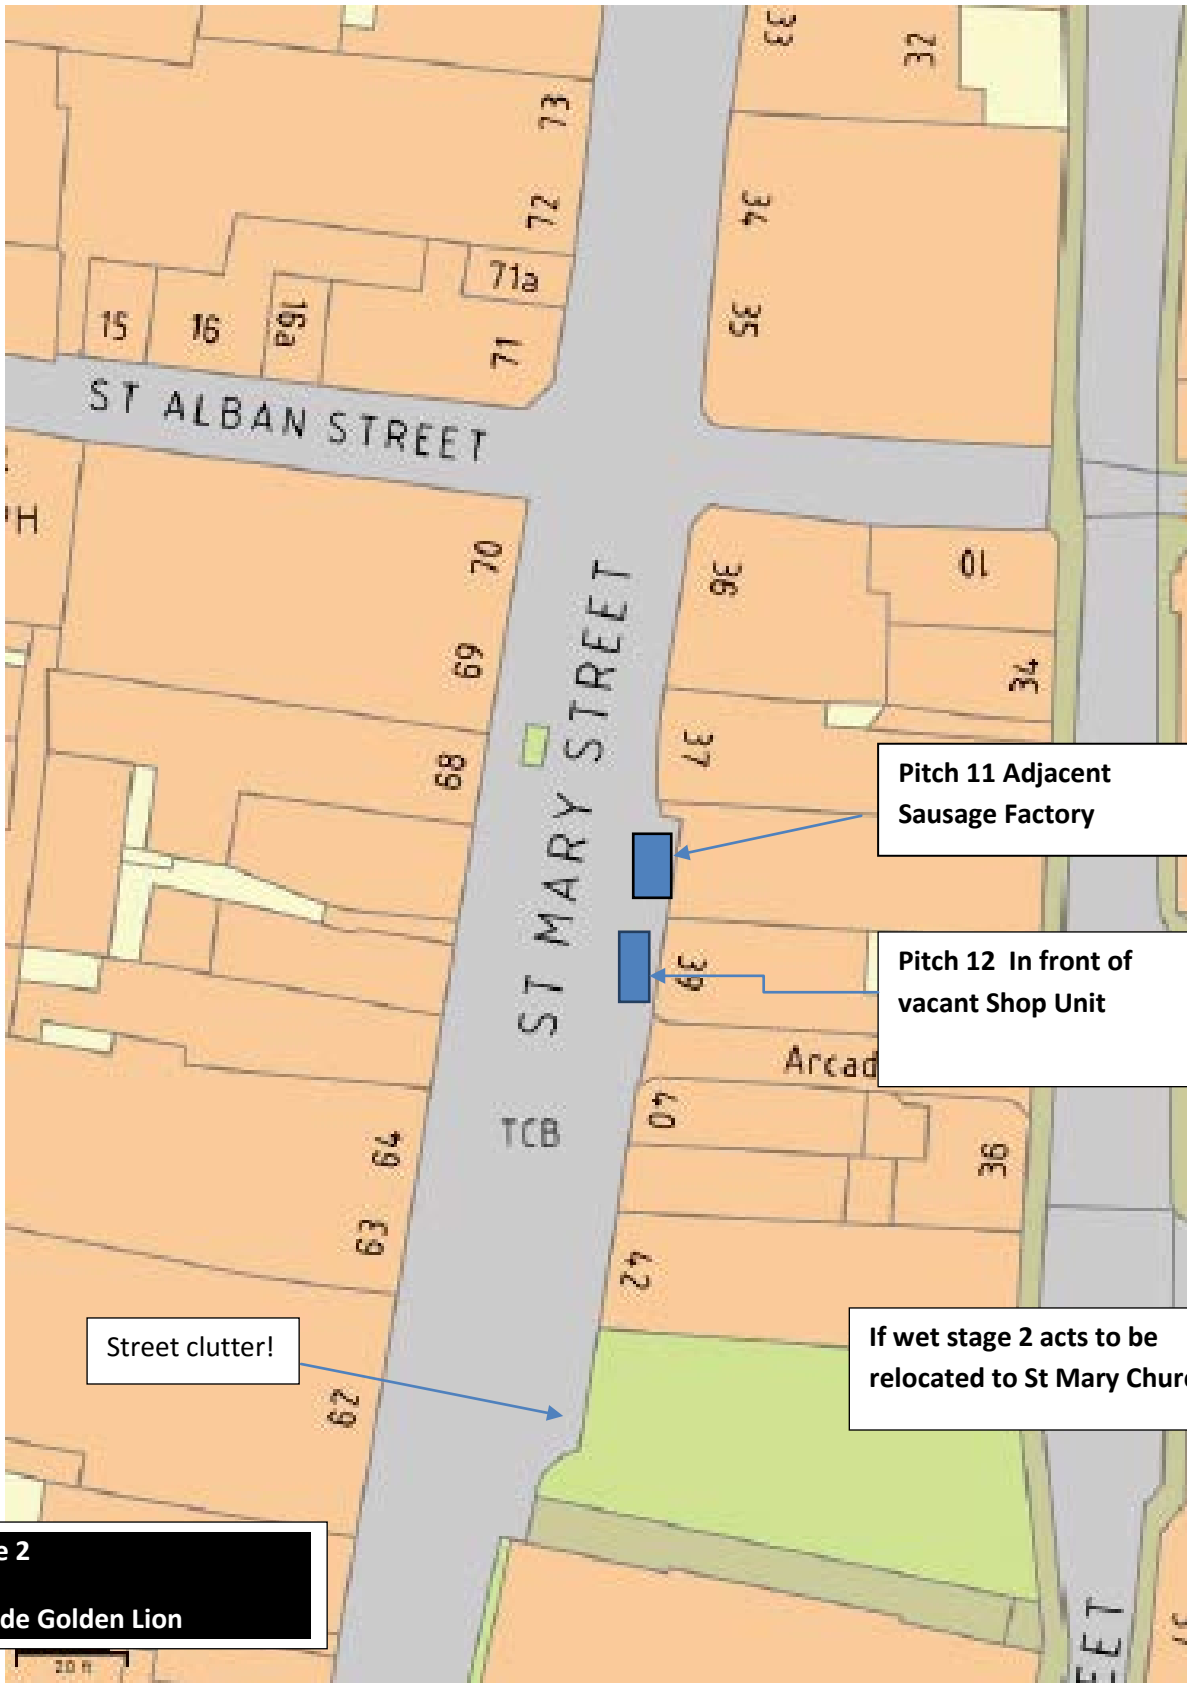 33
32
73
72
34
71a
15
16
16a
71
35
ST ALBAN STREET
PH
70
69
68
36
10
34
37
ST MARY STREET
Pitch 11 Adjacent
Sausage Factory
39
Pitch 12 In front of
vacant Shop Unit
Arcad
40
TCB
64
36
63
42
Street clutter!
If wet stage 2 acts to be
relocated to St Mary Churc
62
e 2
de Golden Lion
20 ft
EET